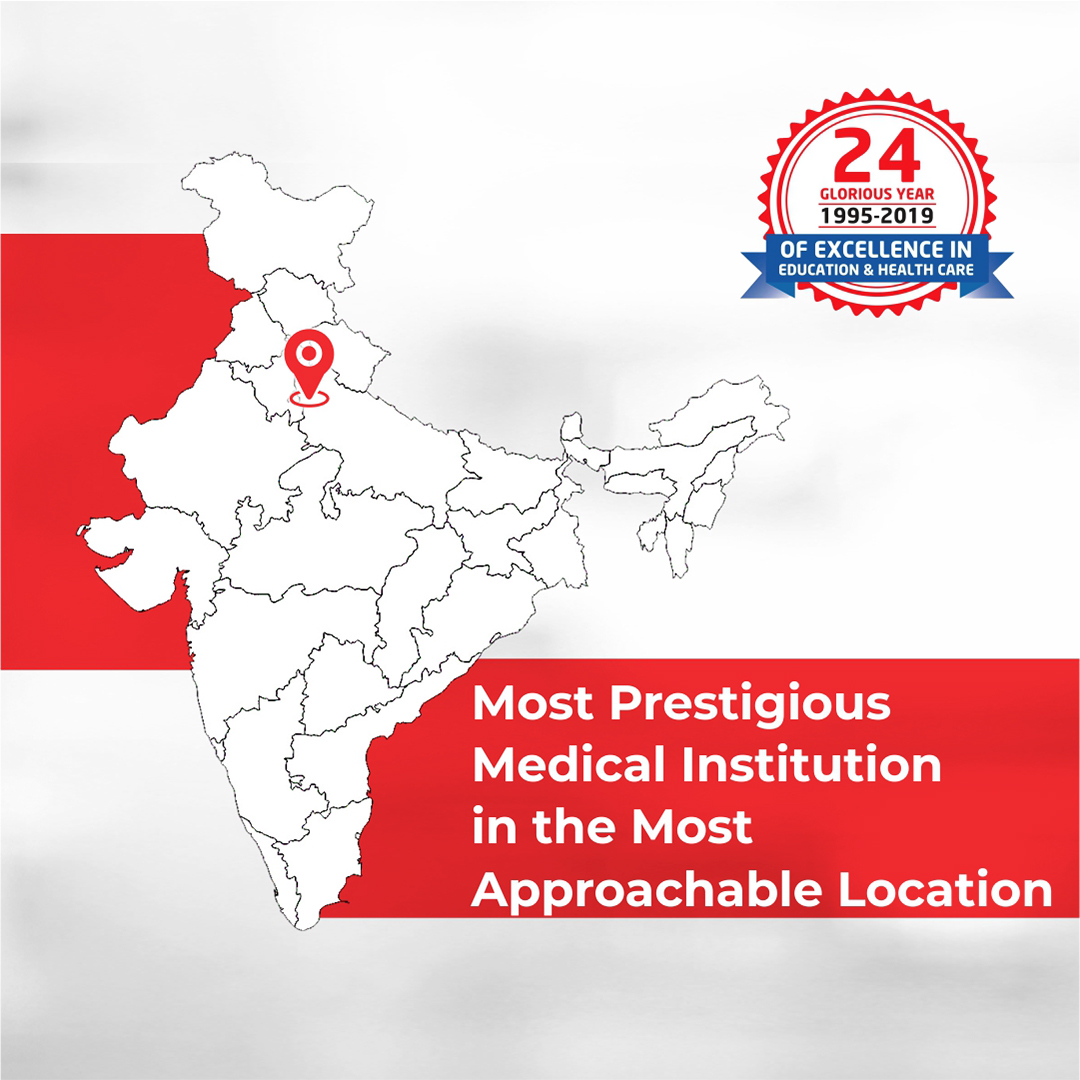 24
GLORIOUS YEAR
1995-2019
OF EXCELLENCE IN
EDUCATION & HEALTH CARE
Most Prestigious
Medical Institution
in the Most
Approachable Location